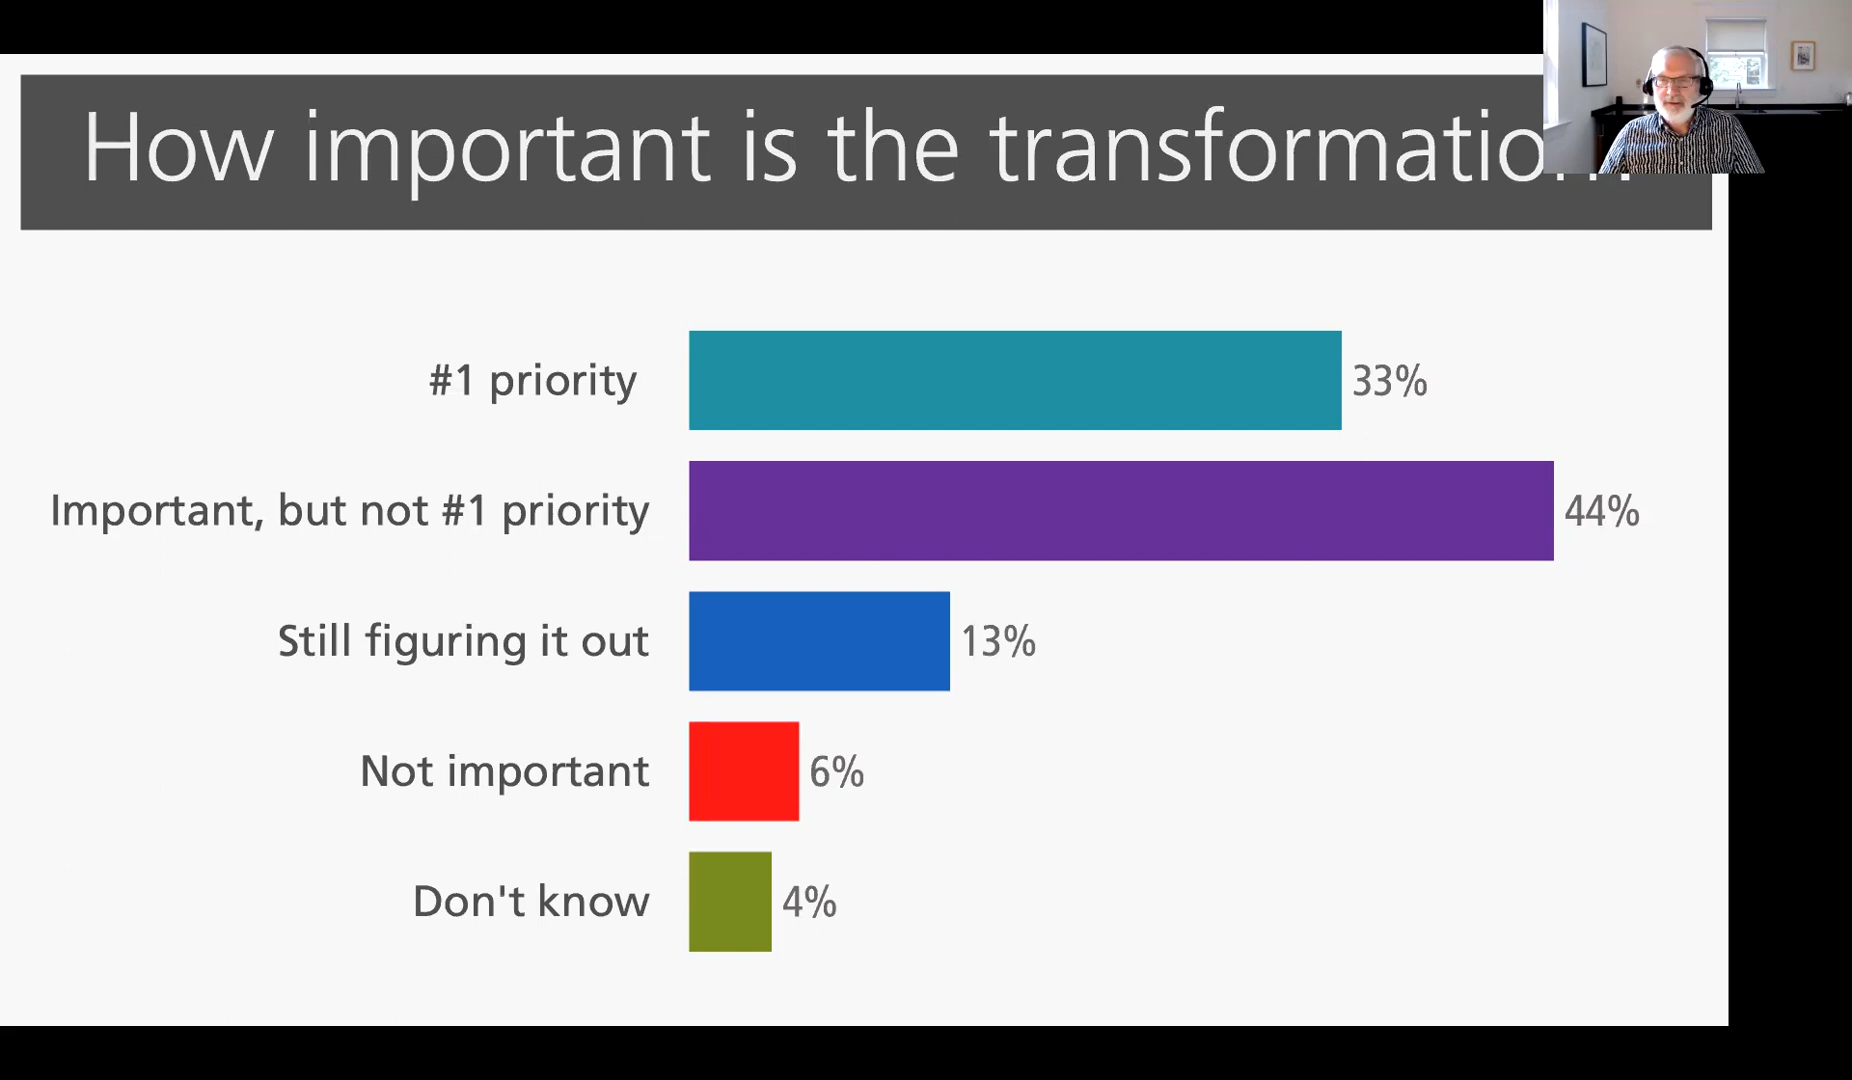 How important is the
#1 priority 33%
Important, but not #1 priority 44%
Still figuring it out 13%
Not important 6%
Don't know 4%